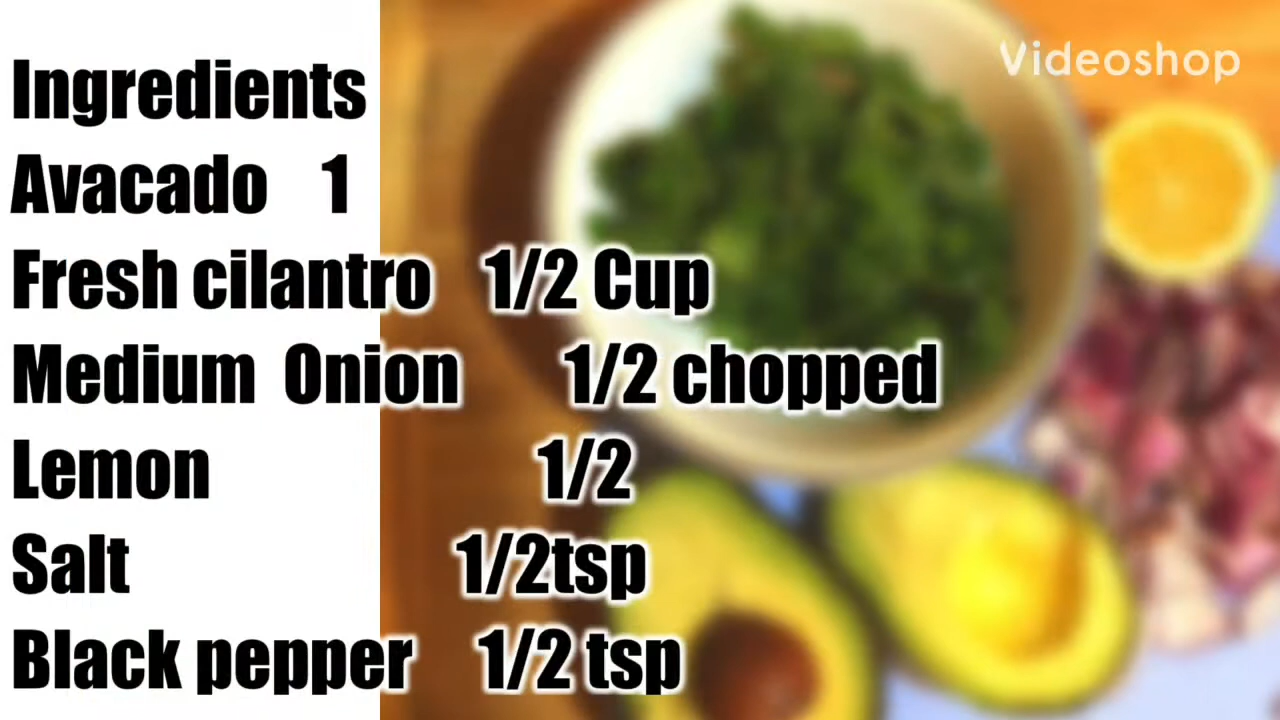 Videoshop
Ingredients
Avacado 1
Fresh cilantro 1/2 Cup
Medium Onion 1/2 chopped
Lemon 1/2
Salt 1/2tsp
Black pepper 1/2 tsp